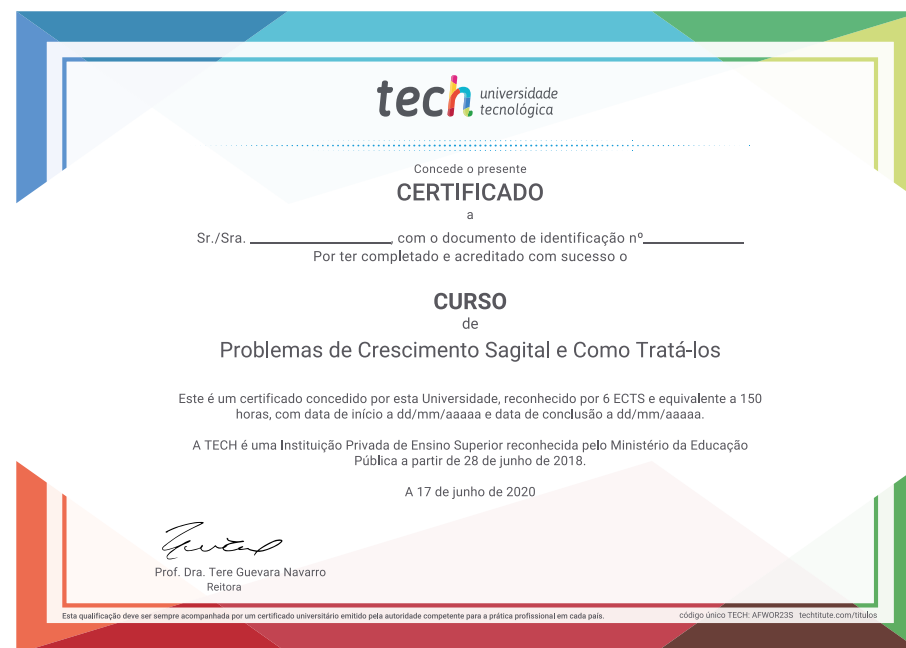 tech universidade
tecnológica
Concede o presente
CERTIFICADO
a
Sr./Sra. ____________________, com o documento de identificação nº______________
Por ter completado e acreditado com sucesso o
CURSO
de
Problemas de Crescimento Sagital e Como Tratá-los
Este é um certificado concedido por esta Universidade, reconhecido por 6 ECTS e equivalente a 150
horas, com data de início a dd/mm/aaaaa e data de conclusão a dd/mm/aaaaa.
A TECH é uma Instituição Privada de Ensino Superior reconhecida pelo Ministério da Educação
Pública a partir de 28 de junho de 2018.
A 17 de junho de 2020
Prof. Dra. Tere Guevara Navarro
Reitora
Esta qualificação deve ser sempre acompanhada por um certificado universitário emitido pela autoridade competente para a prática profissional em cada país.
código único TECH: AFWOR23S techtitute.com/titulos